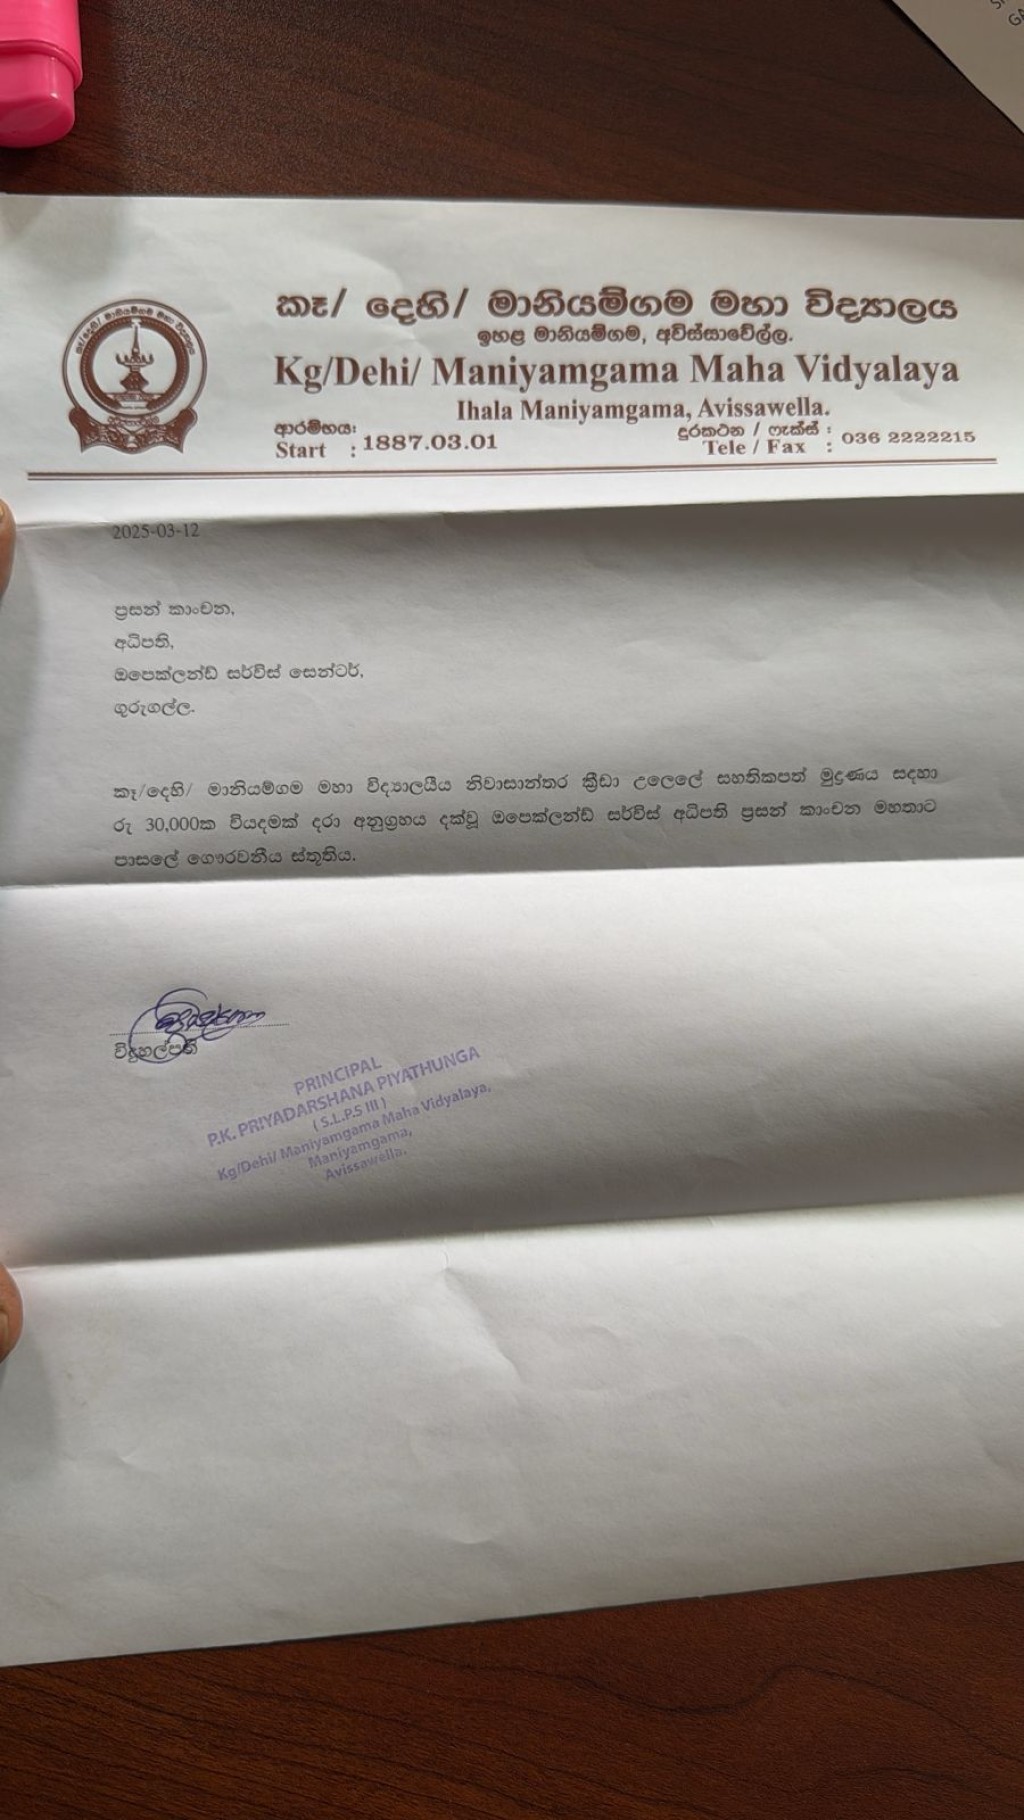 කෑ/ දෙහි/ මානියම්ගම මහා විද්‍යාලය
ඉහළ මානියම්ගම, අවිස්සාවේල්ල.
Kg/Dehi/ Maniyamgama Maha Vidyalaya
Ihala Maniyamgama, Avissawella.
ආරම්භය: දුරකථන / ෆැක්ස් :
Start : 1887.03.01 Tele / Fax : 036 2222215
2025-03-12
ප්‍රසන් කාංචන,
අධිපති,
ඔපෙක්ලන්ඩ් සර්විස් සෙන්ටර්,
ගුරුගල්ල.
කෑ/දෙහි/ මානියම්ගම මහා විද්‍යාලයීය නිවාසාන්තර ක්‍රීඩා උලෙලේ සහතිකපත් මුද්‍රණය සදහා
රු 30,000ක වියදමක් දරා අනුග්‍රහය දක්වූ ඔපෙක්ලන්ඩ් සර්විස් අධිපති ප්‍රසන් කාංචන මහතාට
පාසලේ ගෞරවනීය ස්තූතිය.
විදුහල්පති
PRINCIPAL
P.K. PRIYADARSHANA PIYATHUNGA
( S.L.P.S III )
Kg/Dehi/ Maniyamgama Maha Vidyalaya,
Maniyamgama,
Avissawella.